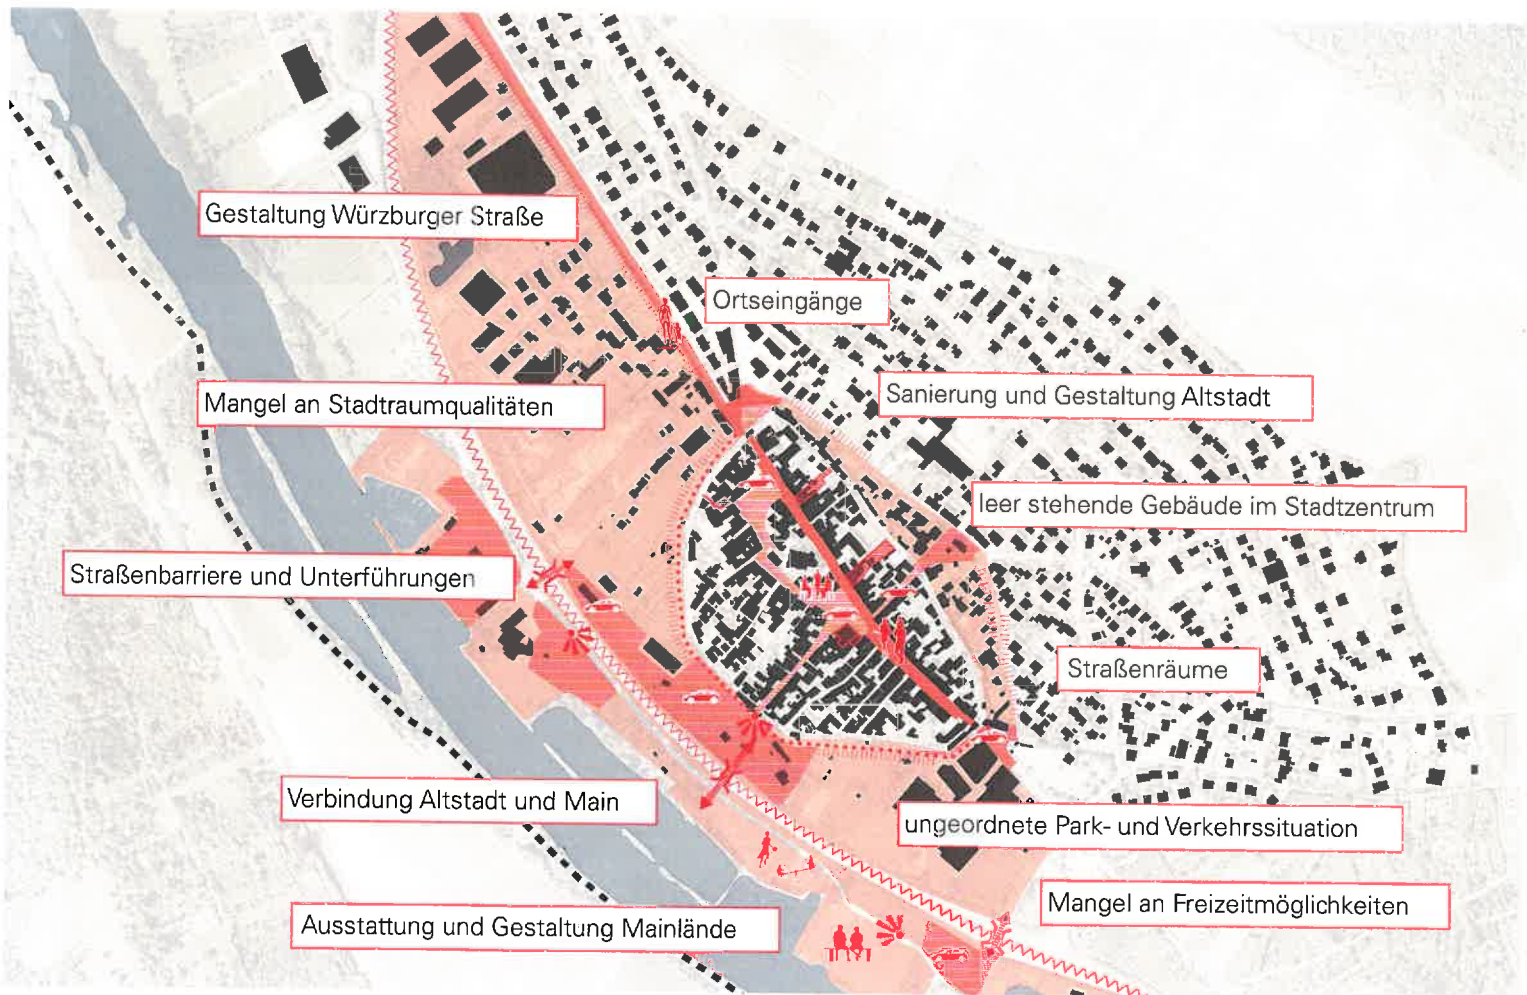 Gestaltung Würzburger Straße
Ortseingänge
Mangel an Stadtraumqualitäten
Sanierung und Gestaltung Altstadt
leer stehende Gebäude im Stadtzentrum
Straßenbarriere und Unterführungen
Straßenräume
Verbindung Altstadt und Main
ungeordnete Park- und Verkehrssituation
Mangel an Freizeitmöglichkeiten
Ausstattung und Gestaltung Mainlände